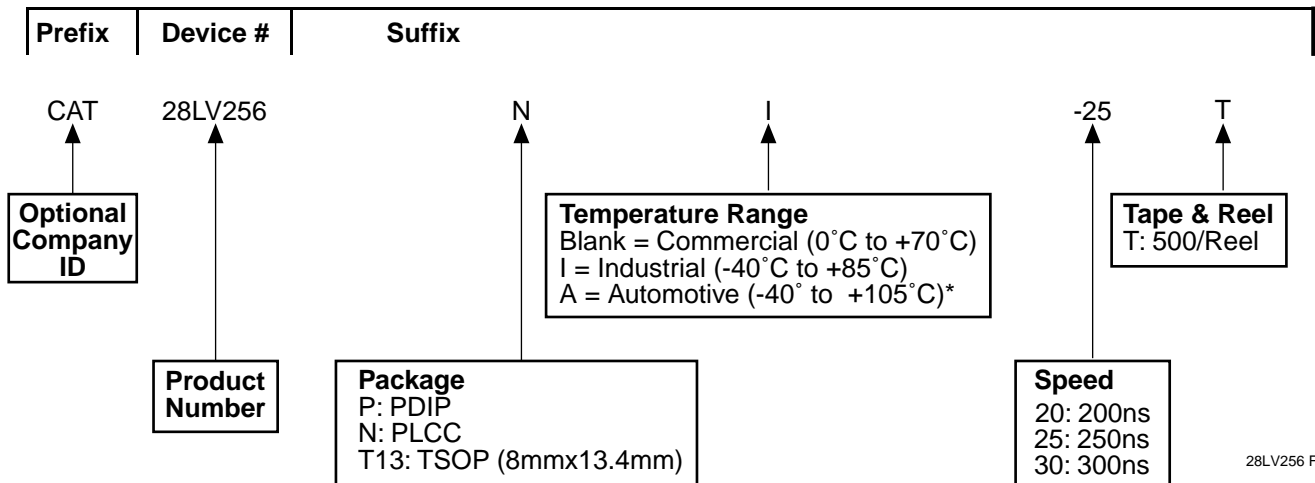 Prefix Device # Suffix
CAT 28LV256 N I -25 T
Optional
Company
ID
Temperature Range
Blank = Commercial (0˚C to +70˚C)
I = Industrial (-40˚C to +85˚C)
A = Automotive (-40˚ to +105˚C)*
Tape & Reel
T: 500/Reel
Product
Number
Package
P: PDIP
N: PLCC
T13: TSOP (8mmx13.4mm)
Speed
20: 200ns
25: 250ns
30: 300ns
28LV256 F